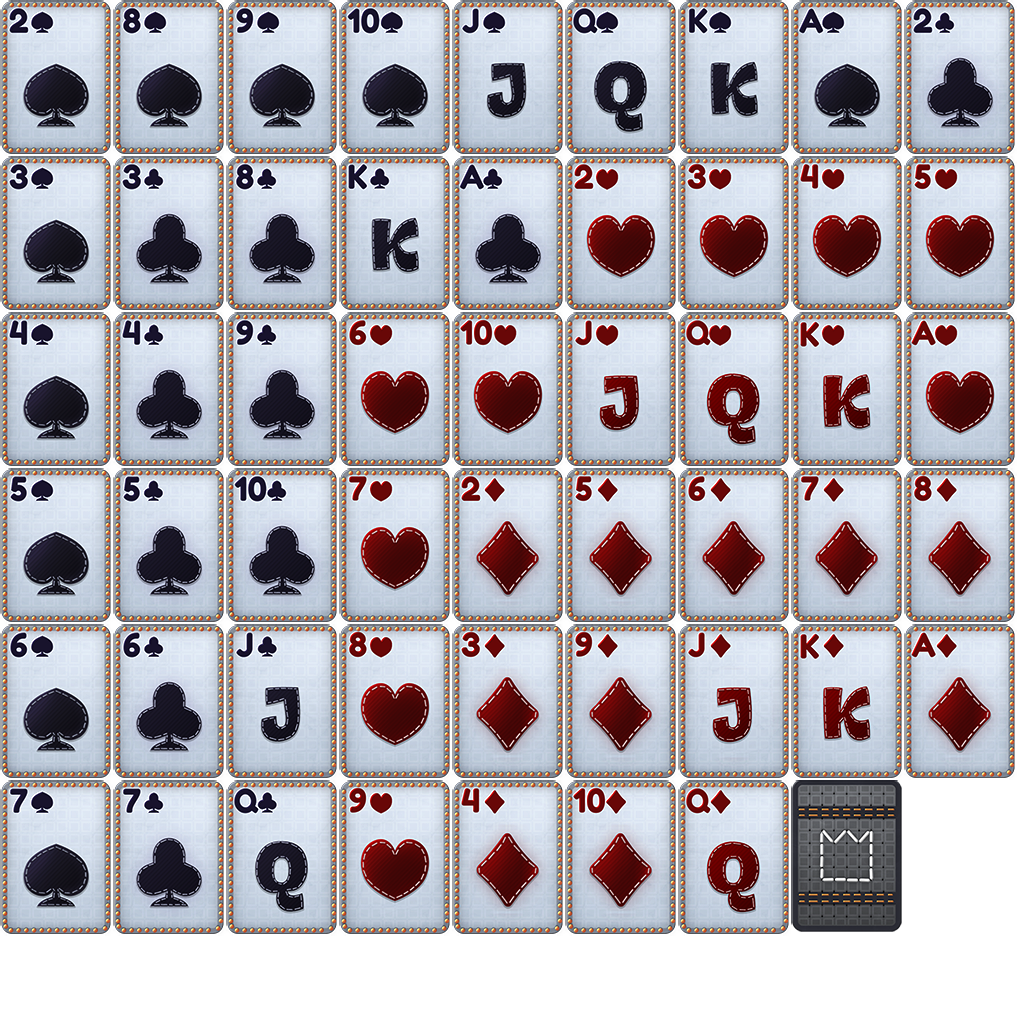 2♠ 8♠ 9♠ 10♠ J♠ Q♠ K♠ A♠ 2♣
J Q K
3♠ 3♣ 8♣ K♣ A♣ 2♥ 3♥ 4♥ 5♥
K
4♠ 4♣ 9♣ 6♥ 10♥ J♥ Q♥ K♥ A♥
J Q K
5♠ 5♣ 10♣ 7♥ 2♦ 5♦ 6♦ 7♦ 8♦
6♠ 6♣ J♣ 8♥ 3♦ 9♦ J♦ K♦ A♦
J J K
7♠ 7♣ Q♣ 9♥ 4♦ 10♦ Q♦
Q Q